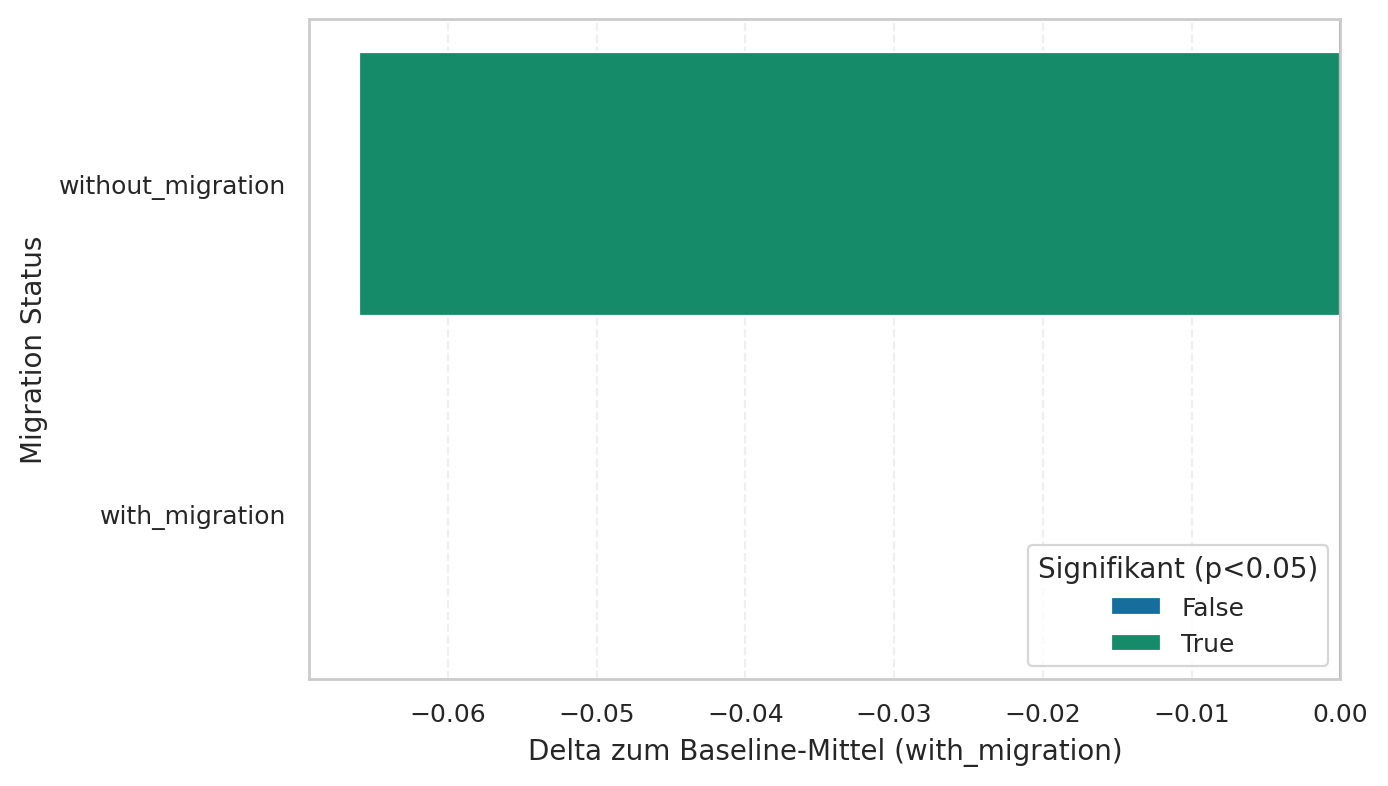 Migration Status
without_migration
with_migration
Signifikant (p<0.05)
False
True
−0.06 −0.05 −0.04 −0.03 −0.02 −0.01 0.00
Delta zum Baseline-Mittel (with_migration)